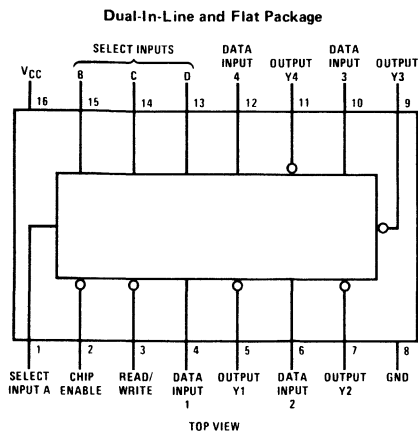 Dual-In-Line and Flat Package
SELECT INPUTS
DATA INPUT 4
OUTPUT Y4
DATA INPUT 3
OUTPUT Y3
VCC
B
C
D
16
15
14
13
12
11
10
9
1
2
3
4
5
6
7
8
SELECT INPUT A
CHIP ENABLE
READ/ WRITE
DATA INPUT 1
OUTPUT Y1
DATA INPUT 2
OUTPUT Y2
GND
TOP VIEW